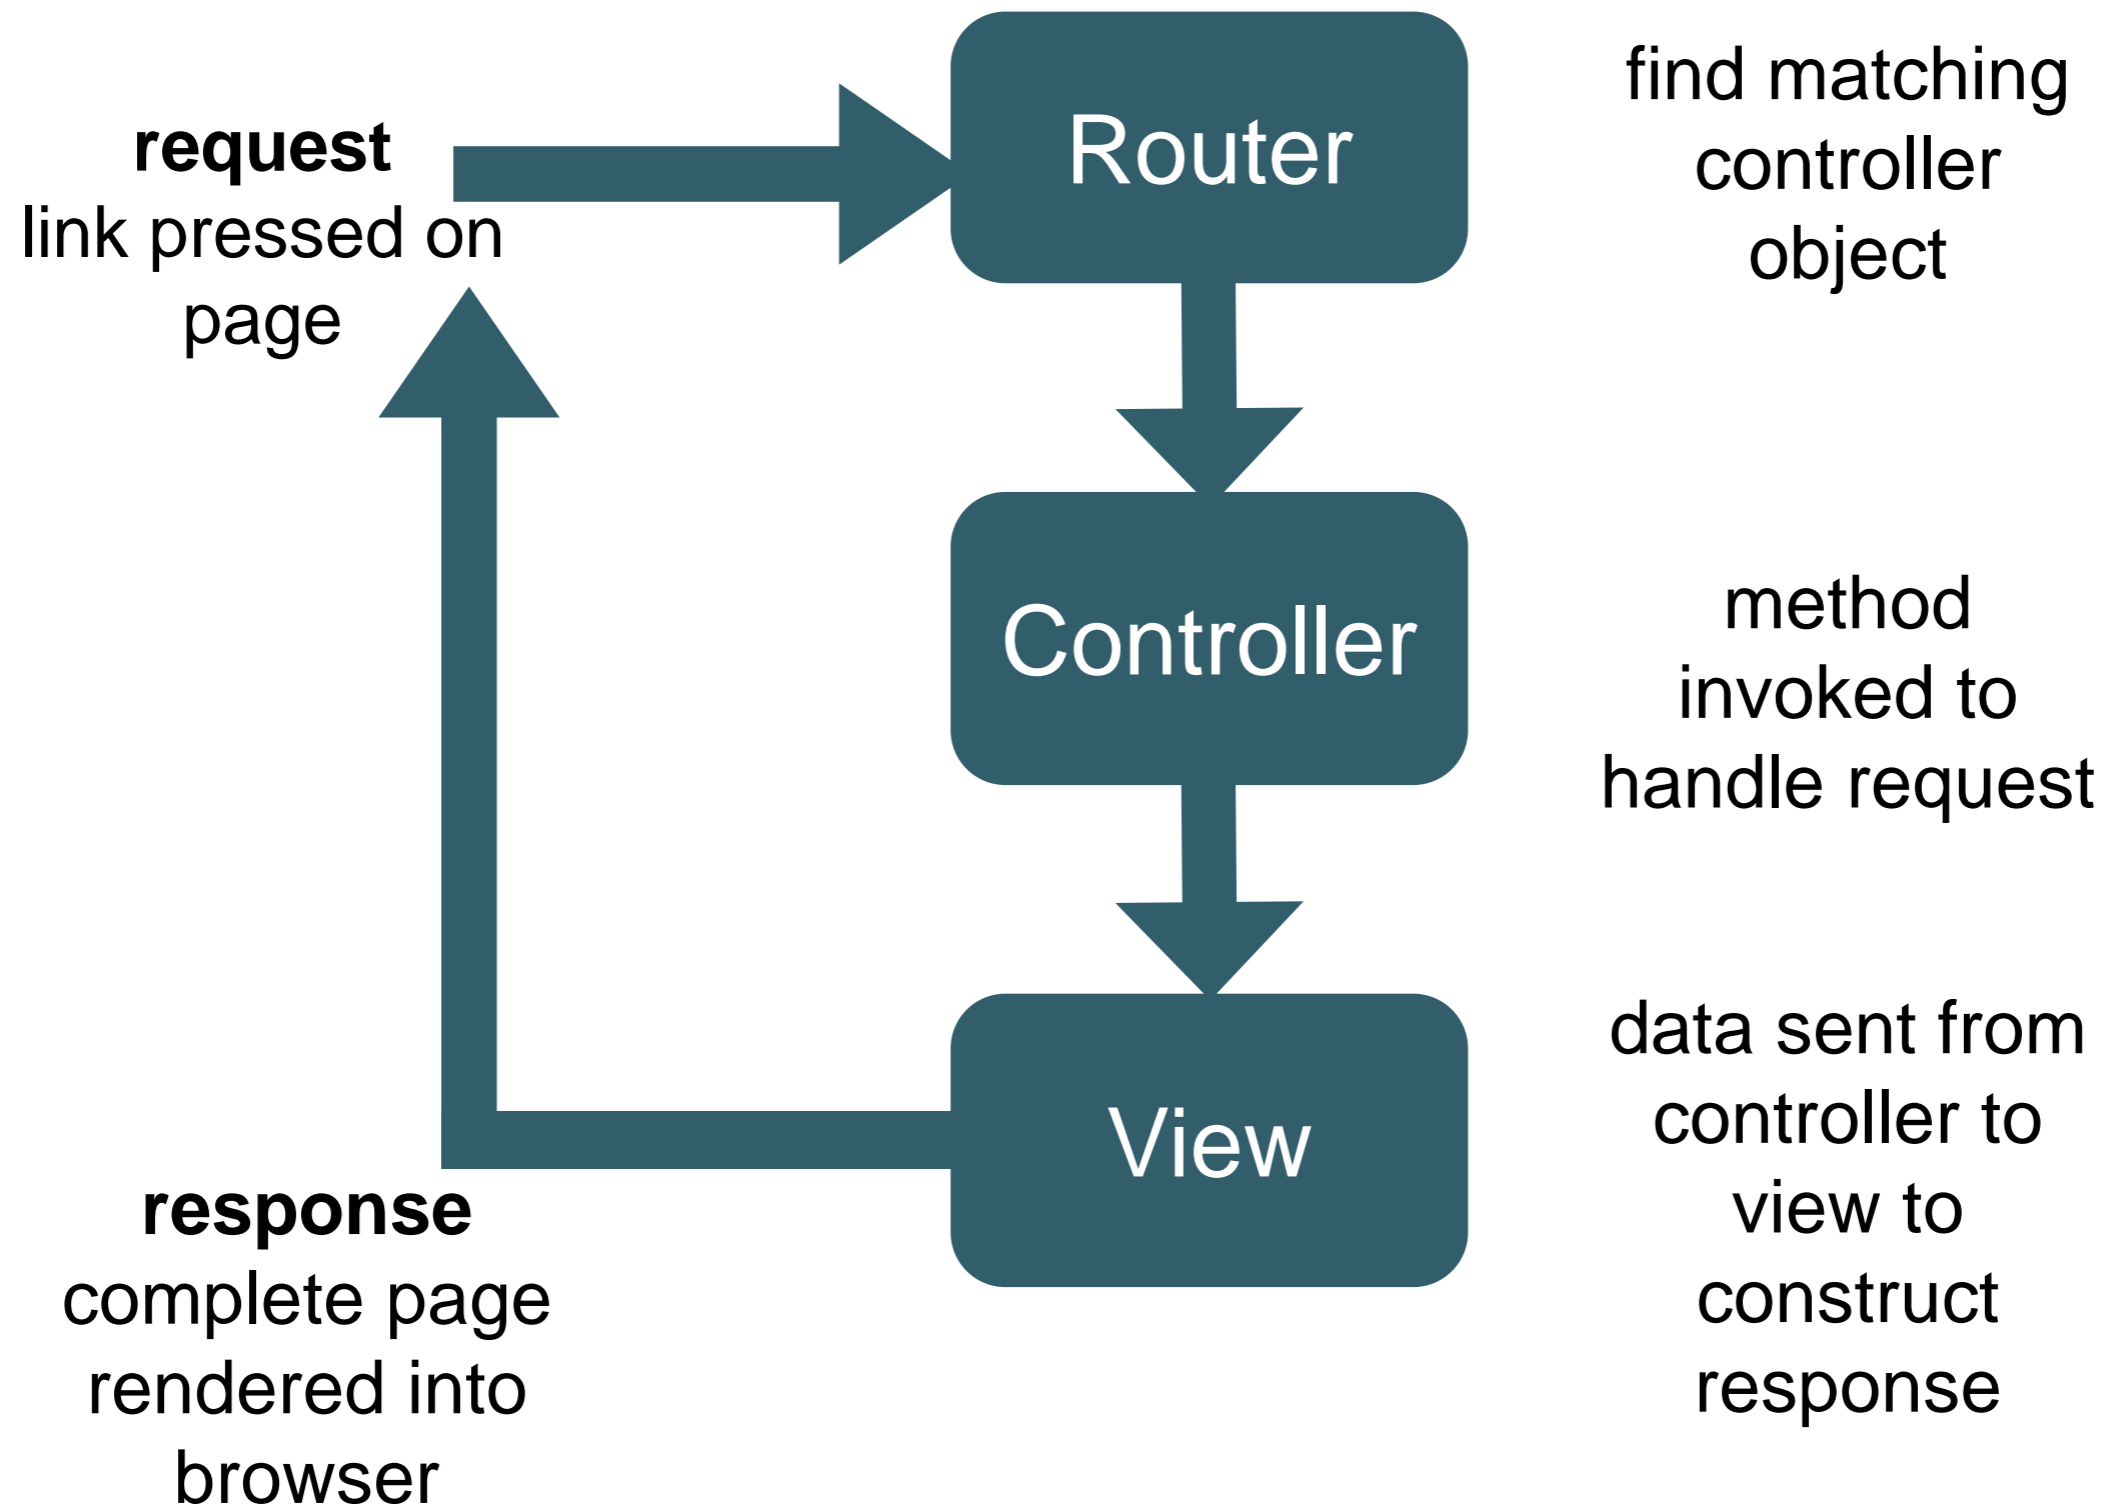 request
link pressed on
page
Router
find matching
controller
object
Controller
method
invoked to
handle request
View
data sent from
controller to
view to
construct
response
response
complete page
rendered into
browser